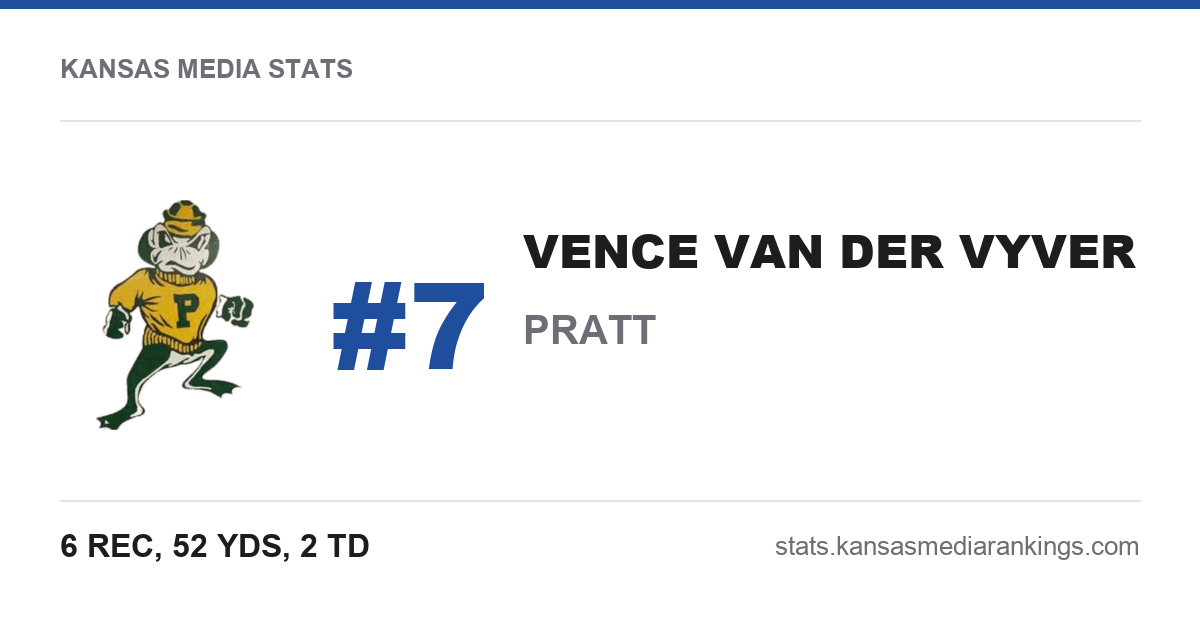 KANSAS MEDIA STATS
P
#7
VENCE VAN DER VYVER
PRATT
6 REC, 52 YDS, 2 TD
stats.kansasmediarankings.com